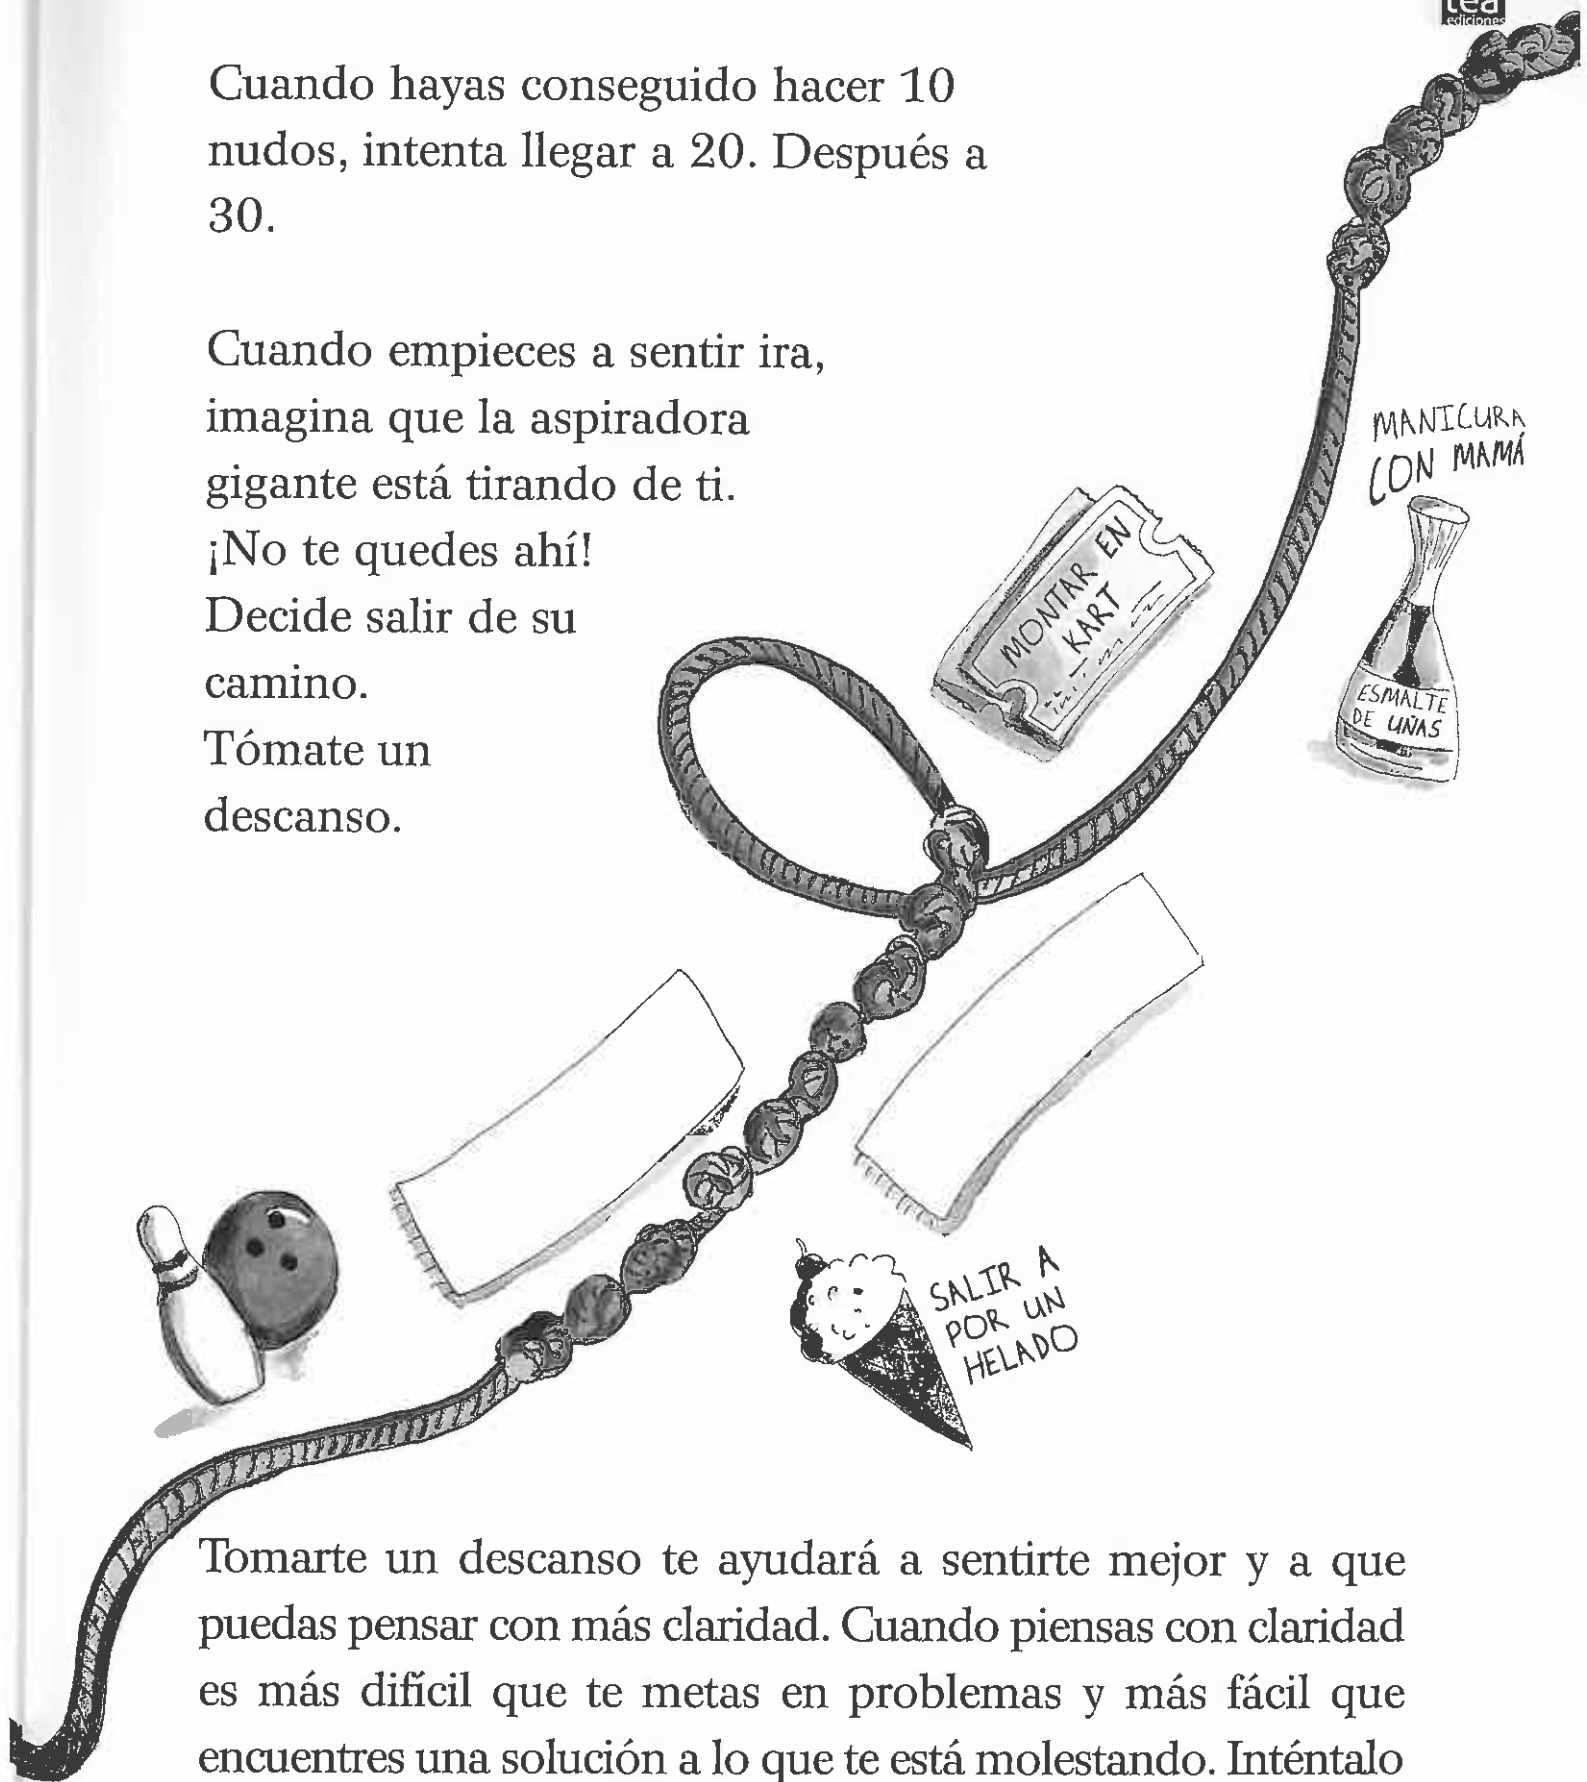 tea
ediciones
Cuando hayas conseguido hacer 10
nudos, intenta llegar a 20. Después a
30.
Cuando empieces a sentir ira,
imagina que la aspiradora
gigante está tirando de ti.
¡No te quedes ahí!
Decide salir de su
camino.
Tómate un
descanso.
MANICURA
CON MAMÁ
MONTAR EN
KART
ESMALTE
DE UÑAS
SALIR A
POR UN
HELADO
Tomarte un descanso te ayudará a sentirte mejor y a que
puedas pensar con más claridad. Cuando piensas con claridad
es más difícil que te metas en problemas y más fácil que
encuentres una solución a lo que te está molestando. Inténtalo